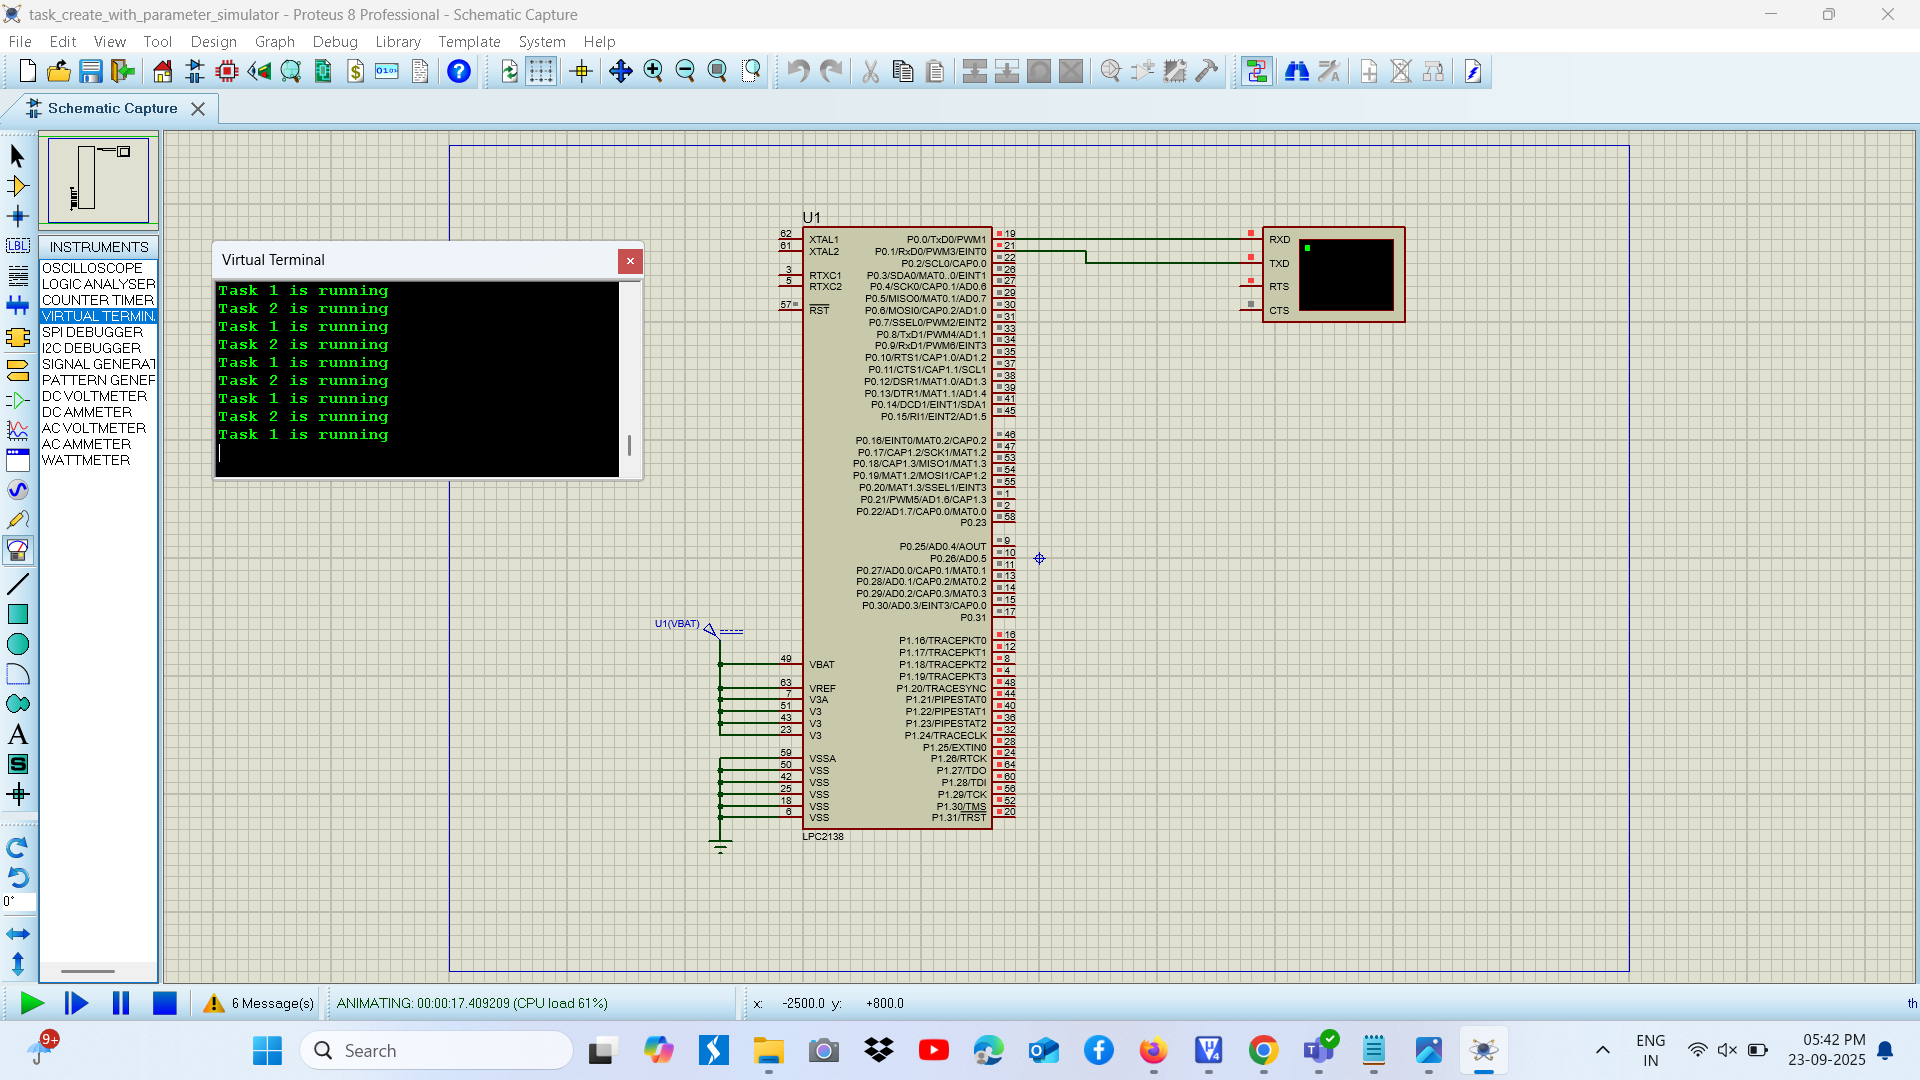 task_create_with_parameter_simulator - Proteus 8 Professional - Schematic Capture
File Edit View Tool Design Graph Debug Library Template System Help
Schematic Capture
INSTRUMENTS
OSCILLOSCOPE
LOGIC ANALYSER
COUNTER TIMER
VIRTUAL TERMIN
SPI DEBUGGER
I2C DEBUGGER
SIGNAL GENERAT
PATTERN GENEF
DC VOLTMETER
DC AMMETER
AC VOLTMETER
AC AMMETER
WATTMETER
0°
Virtual Terminal
Task 1 is running
Task 2 is running
Task 1 is running
Task 2 is running
Task 1 is running
Task 2 is running
Task 1 is running
Task 2 is running
Task 1 is running
U1
62 XTAL1
61 XTAL2
3 RTXC1
5 RTXC2
57 RST
U1(VBAT)
49 VBAT
63 VREF
7 V3A
51 V3
43 V3
23 V3
59 VSSA
50 VSS
42 VSS
25 VSS
18 VSS
6 VSS
P0.0/TxD0/PWM1 19
P0.1/RxD0/PWM3/EINT0 21
P0.2/SCL0/CAP0.0 22
P0.3/SDA0/MAT0..0/EINT1 26
P0.4/SCK0/CAP0.1/AD0.6 27
P0.5/MISO0/MAT0.1/AD0.7 29
P0.6/MOSI0/CAP0.2/AD1.0 30
P0.7/SSEL0/PWM2/EINT2 31
P0.8/TxD1/PWM4/AD1.1 33
P0.9/RxD1/PWM6/EINT3 34
P0.10/RTS1/CAP1.0/AD1.2 35
P0.11/CTS1/CAP1.1/SCL1 37
P0.12/DSR1/MAT1.0/AD1.3 38
P0.13/DTR1/MAT1.1/AD1.4 39
P0.14/DCD1/EINT1/SDA1 41
P0.15/RI1/EINT2/AD1.5 45
P0.16/EINT0/MAT0.2/CAP0.2 46
P0.17/CAP1.2/SCK1/MAT1.2 47
P0.18/CAP1.3/MISO1/MAT1.3 53
P0.19/MAT1.2/MOSI1/CAP1.2 54
P0.20/MAT1.3/SSEL1/EINT3 55
P0.21/PWM5/AD1.6/CAP1.3 1
P0.22/AD1.7/CAP0.0/MAT0.0 2
P0.23 58
P0.25/AD0.4/AOUT 9
P0.26/AD0.5 10
P0.27/AD0.0/CAP0.1/MAT0.1 11
P0.28/AD0.1/CAP0.2/MAT0.2 13
P0.29/AD0.2/CAP0.3/MAT0.3 14
P0.30/AD0.3/EINT3/CAP0.0 15
P0.31 17
P1.16/TRACEPKT0 16
P1.17/TRACEPKT1 12
P1.18/TRACEPKT2 8
P1.19/TRACEPKT3 4
P1.20/TRACESYNC 48
P1.21/PIPESTAT0 44
P1.22/PIPESTAT1 40
P1.23/PIPESTAT2 36
P1.24/TRACECLK 32
P1.25/EXTIN0 28
P1.26/RTCK 24
P1.27/TDO 64
P1.28/TDI 60
P1.29/TCK 56
P1.30/TMS 52
P1.31/TRST 20
LPC2138
RXD
TXD
RTS
CTS
6 Message(s) ANIMATING: 00:00:17.409209 (CPU load 61%) x: -2500.0 y: +800.0 th
9+
Search
ENG
IN
05:42 PM
23-09-2025